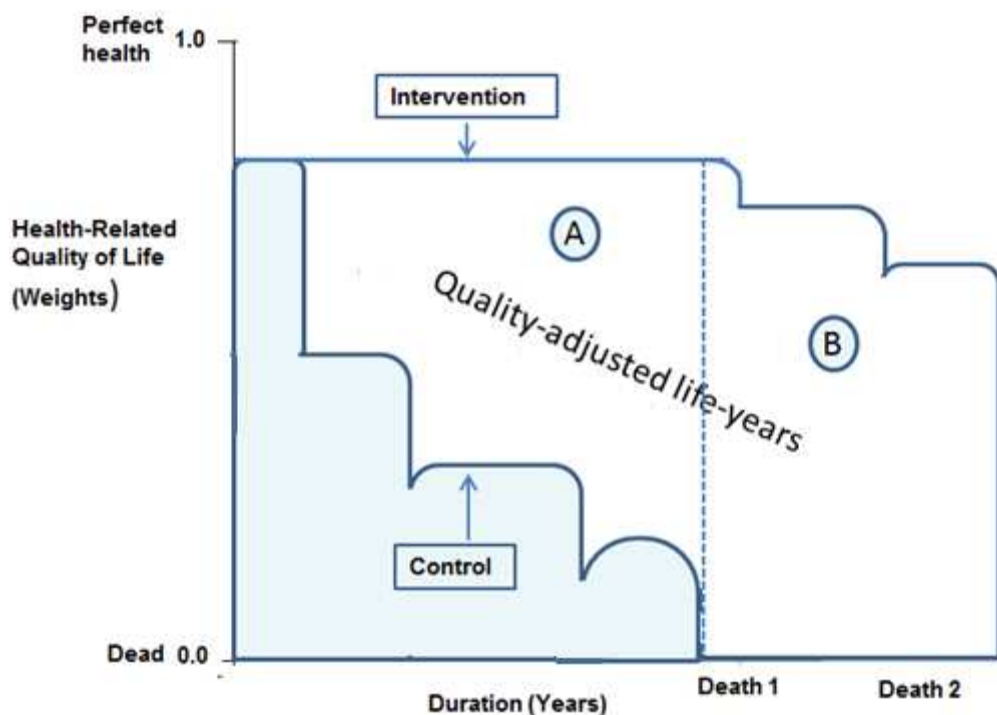 Perfect
health
1.0
Intervention
A
Health-Related
Quality of Life
(Weights)
Quality-adjusted life-years
B
Control
Dead 0.0
Death 1
Death 2
Duration (Years)